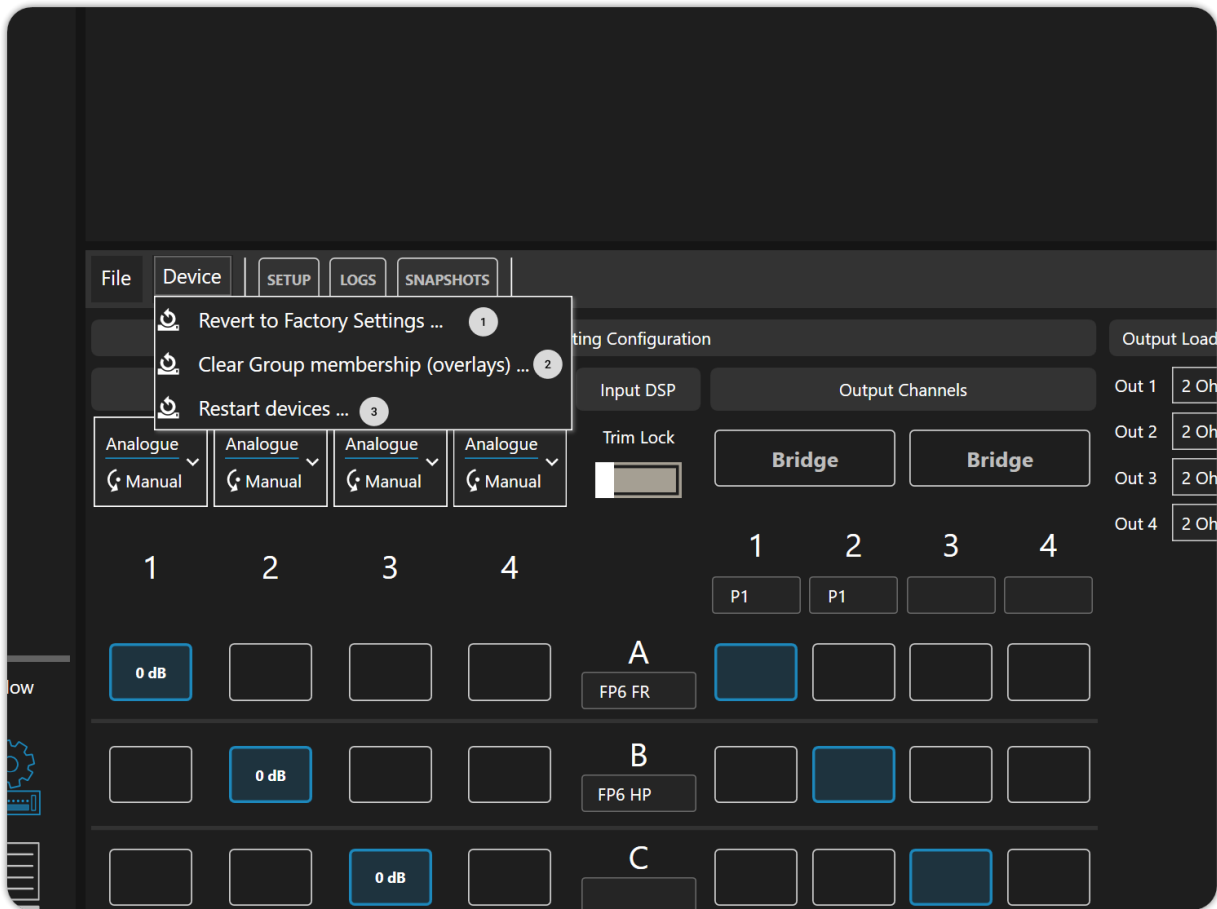 File Device SETUP LOGS SNAPSHOTS
Revert to Factory Settings ... 1
Clear Group membership (overlays) ... 2
Restart devices ... 3
ting Configuration
Output Load
Input DSP
Output Channels
Out 1 2 Oh
Out 2 2 Oh
Out 3 2 Oh
Out 4 2 Oh
Analogue Analogue Analogue Analogue
Manual Manual Manual Manual
Trim Lock
Bridge Bridge
1 2 3 4
1 2 3 4
P1 P1
A
0 dB
FP6 FR
low
B
0 dB
FP6 HP
C
0 dB